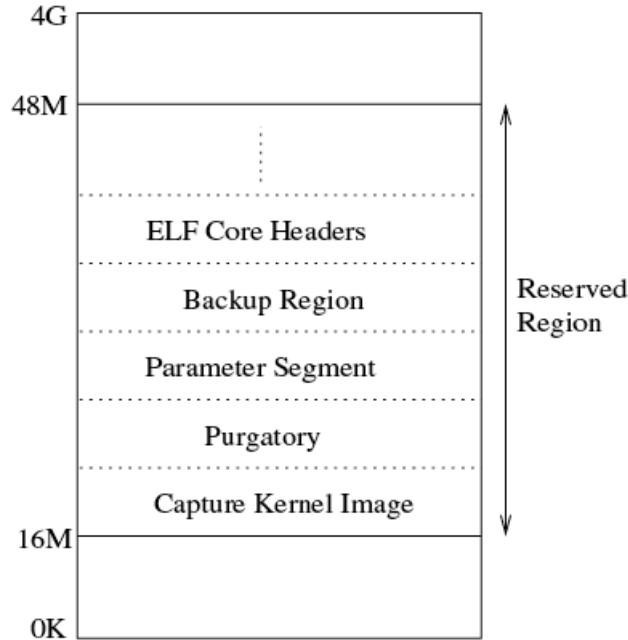 4G
48M
ELF Core Headers
Backup Region
Reserved
Region
Parameter Segment
Purgatory
Capture Kernel Image
16M
0K